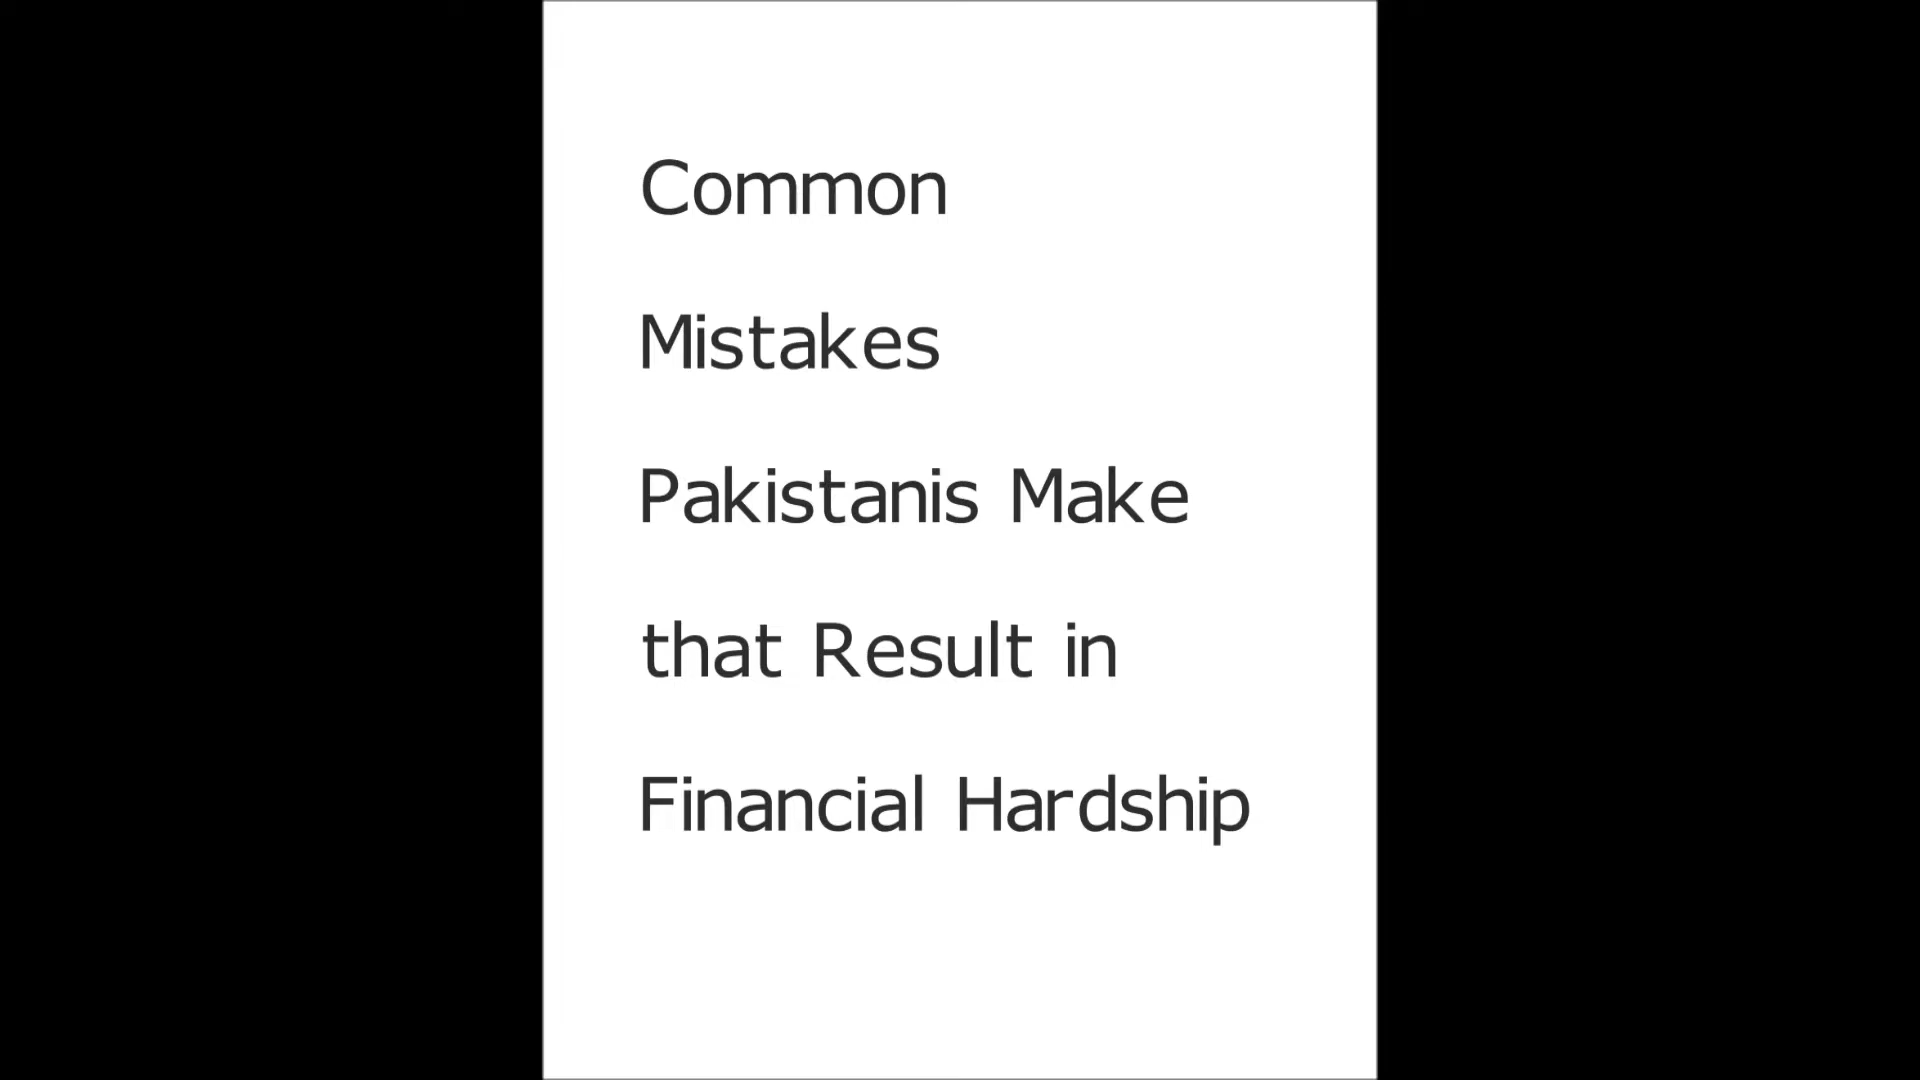 Common
Mistakes
Pakistanis Make
that Result in
Financial Hardship